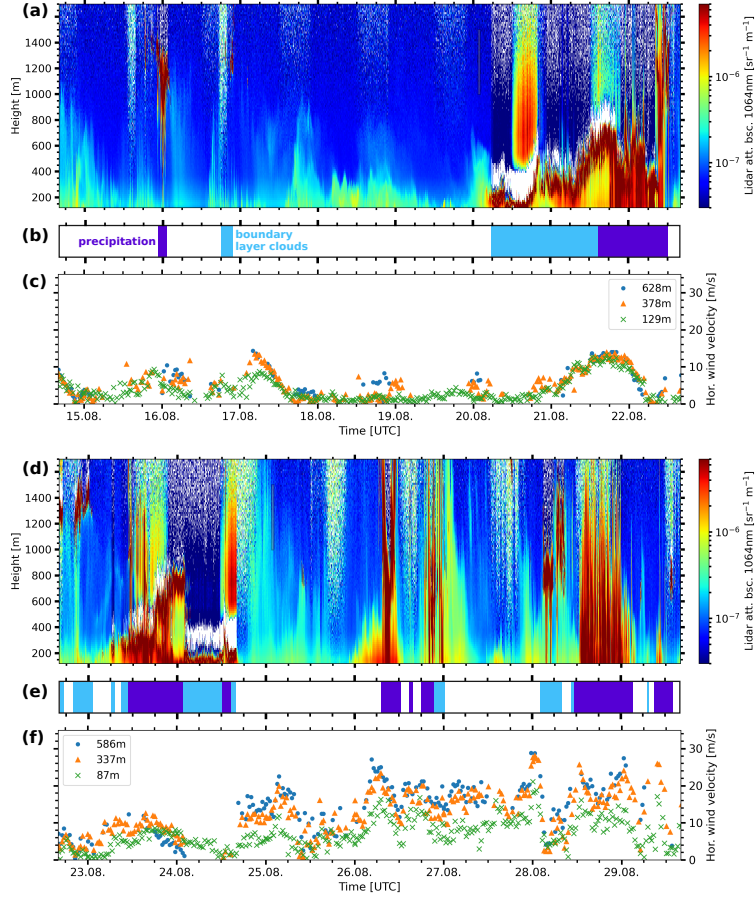 (a)
1400
1200
1000
800
600
400
200
Height [m]
10⁻⁶
10⁻⁷
Lidar att. bsc. 1064nm [sr⁻¹ m⁻¹]
(b)
precipitation
boundary
layer clouds
(c)
628m
378m
129m
30
20
10
0
Hor. wind velocity [m/s]
15.08. 16.08. 17.08. 18.08. 19.08. 20.08. 21.08. 22.08.
Time [UTC]
(d)
1400
1200
1000
800
600
400
200
Height [m]
10⁻⁶
10⁻⁷
Lidar att. bsc. 1064nm [sr⁻¹ m⁻¹]
(e)
(f)
586m
337m
87m
30
20
10
0
Hor. wind velocity [m/s]
23.08. 24.08. 25.08. 26.08. 27.08. 28.08. 29.08.
Time [UTC]